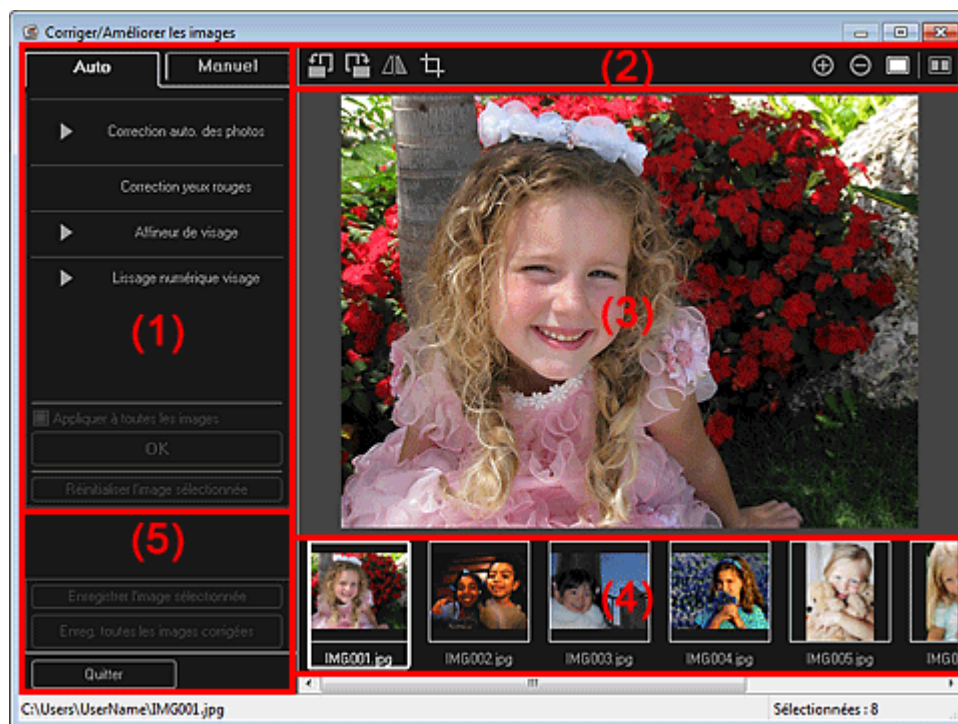 Corriger/Améliorer les images
Auto Manuel
(2)
Correction auto. des photos
Correction yeux rouges
Affineur de visage
Lissage numérique visage
(1)
(3)
Appliquer à toutes les images
OK
Réinitialiser l'image sélectionnée
(5)
Enregistrer l'image sélectionnée
Enreg. toutes les images corrigées
Quitter
(4)
IMG001.jpg IMG002.jpg IMG003.jpg IMG004.jpg IMG005.jpg IMG0
C:\Users\UserName\IMG001.jpg Sélectionnées : 8